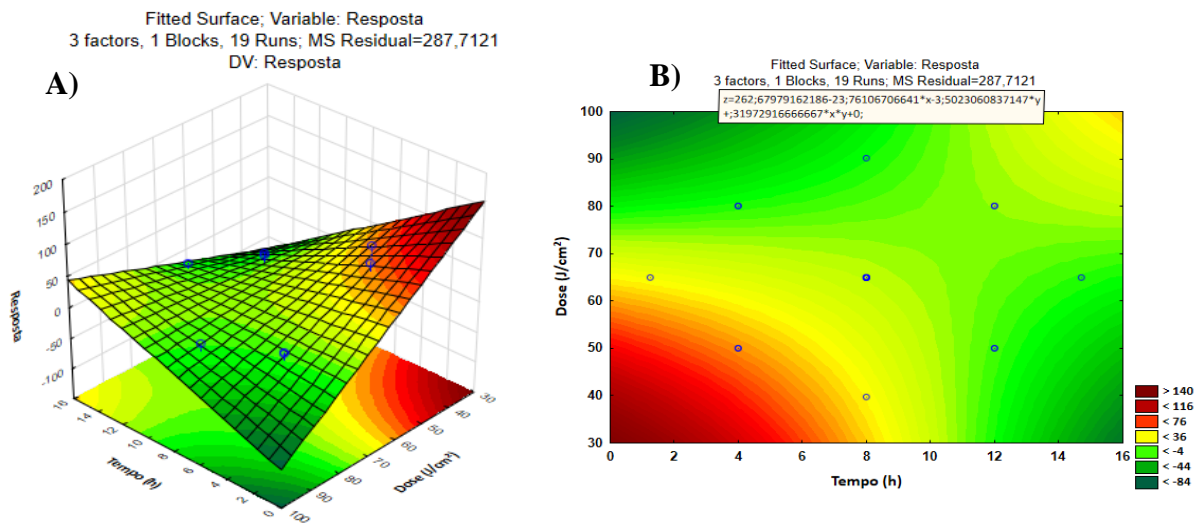 Fitted Surface; Variable: Resposta
3 factors, 1 Blocks, 19 Runs; MS Residual=287,7121
DV: Resposta
A)
200
150
100
50
0
-50
-100
Resposta
16
14
12
10
8
6
4
2
0
Tempo (h)
30
40
50
60
70
80
90
100
Dose (J/cm²)
B)
Fitted Surface; Variable: Resposta
3 factors, 1 Blocks, 19 Runs; MS Residual=287,7121
z=262;67979162186-23;76106706641*x-3;5023060837147*y
+;31972916666667*x*y+0;
100
90
80
70
60
50
40
30
Dose (J/cm²)
0 2 4 6 8 10 12 14 16
Tempo (h)
> 140
< 116
< 76
< 36
< -4
< -44
< -84